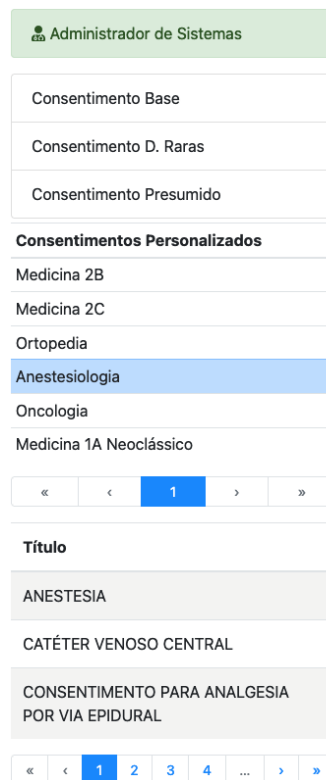 Administrador de Sistemas
Consentimento Base
Consentimento D. Raras
Consentimento Presumido
Consentimentos Personalizados
Medicina 2B
Medicina 2C
Ortopedia
Anestesiologia
Oncologia
Medicina 1A Neoclássico
« ‹ 1 › »
Título
ANESTESIA
CATÉTER VENOSO CENTRAL
CONSENTIMENTO PARA ANALGESIA
POR VIA EPIDURAL
« ‹ 1 2 3 4 ... › »